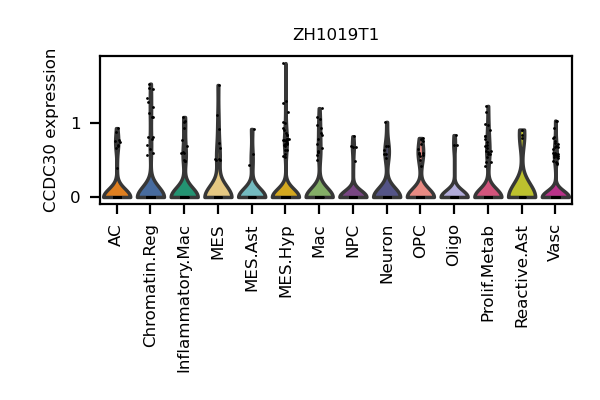 ZH1019T1
CCDC30 expression
1
0
AC
Chromatin.Reg
Inflammatory.Mac
MES
MES.Ast
MES.Hyp
Mac
NPC
Neuron
OPC
Oligo
Prolif.Metab
Reactive.Ast
Vasc